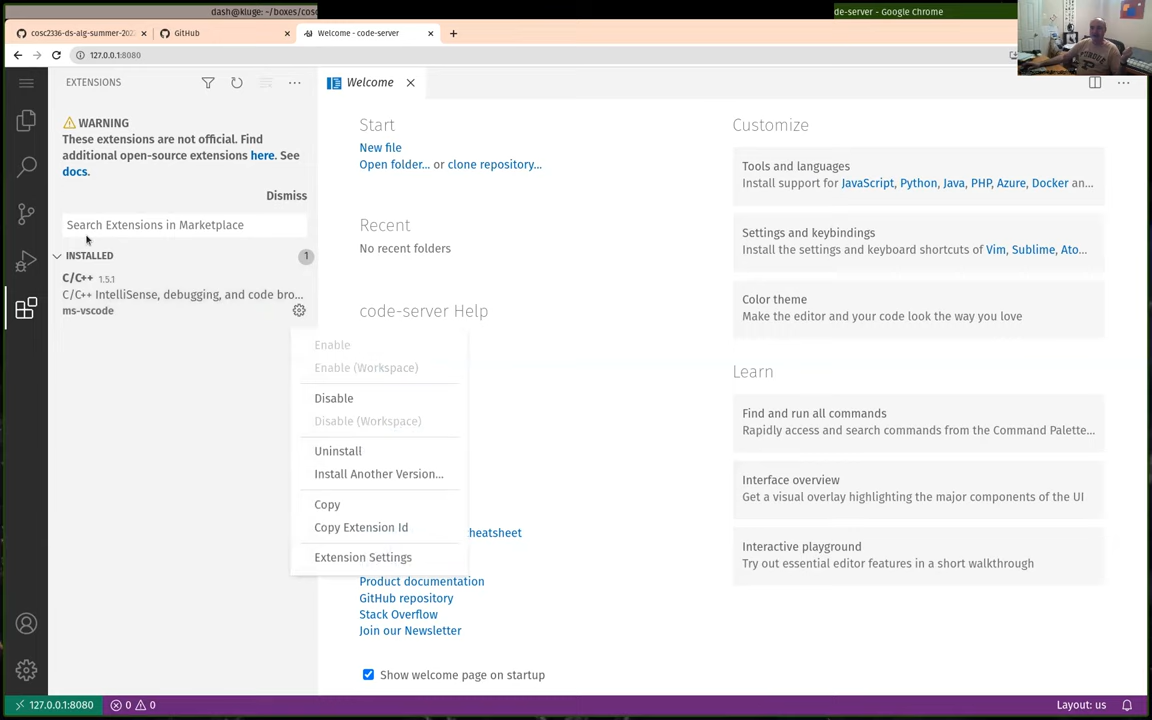 dash@kluge: ~/boxes/cosc
de-server - Google Chrome
cosc2336-ds-alg-summer-202
GitHub
Welcome - code-server
127.0.0.1:8080
EXTENSIONS
Welcome
WARNING
These extensions are not official. Find
additional open-source extensions here. See
docs.
Dismiss
Search Extensions in Marketplace
INSTALLED
1
C/C++ 1.5.1
C/C++ IntelliSense, debugging, and code bro...
ms-vscode
Enable
Enable (Workspace)
Disable
Disable (Workspace)
Uninstall
Install Another Version...
Copy
Copy Extension Id
Extension Settings
Start
New file
Open folder... or clone repository...
Recent
No recent folders
code-server Help
heatsheet
Product documentation
GitHub repository
Stack Overflow
Join our Newsletter
Show welcome page on startup
Customize
Tools and languages
Install support for JavaScript, Python, Java, PHP, Azure, Docker an...
Settings and keybindings
Install the settings and keyboard shortcuts of Vim, Sublime, Ato...
Color theme
Make the editor and your code look the way you love
Learn
Find and run all commands
Rapidly access and search commands from the Command Palette...
Interface overview
Get a visual overlay highlighting the major components of the UI
Interactive playground
Try out essential editor features in a short walkthrough
PURDUE
127.0.0.1:8080
0
0
Layout: us